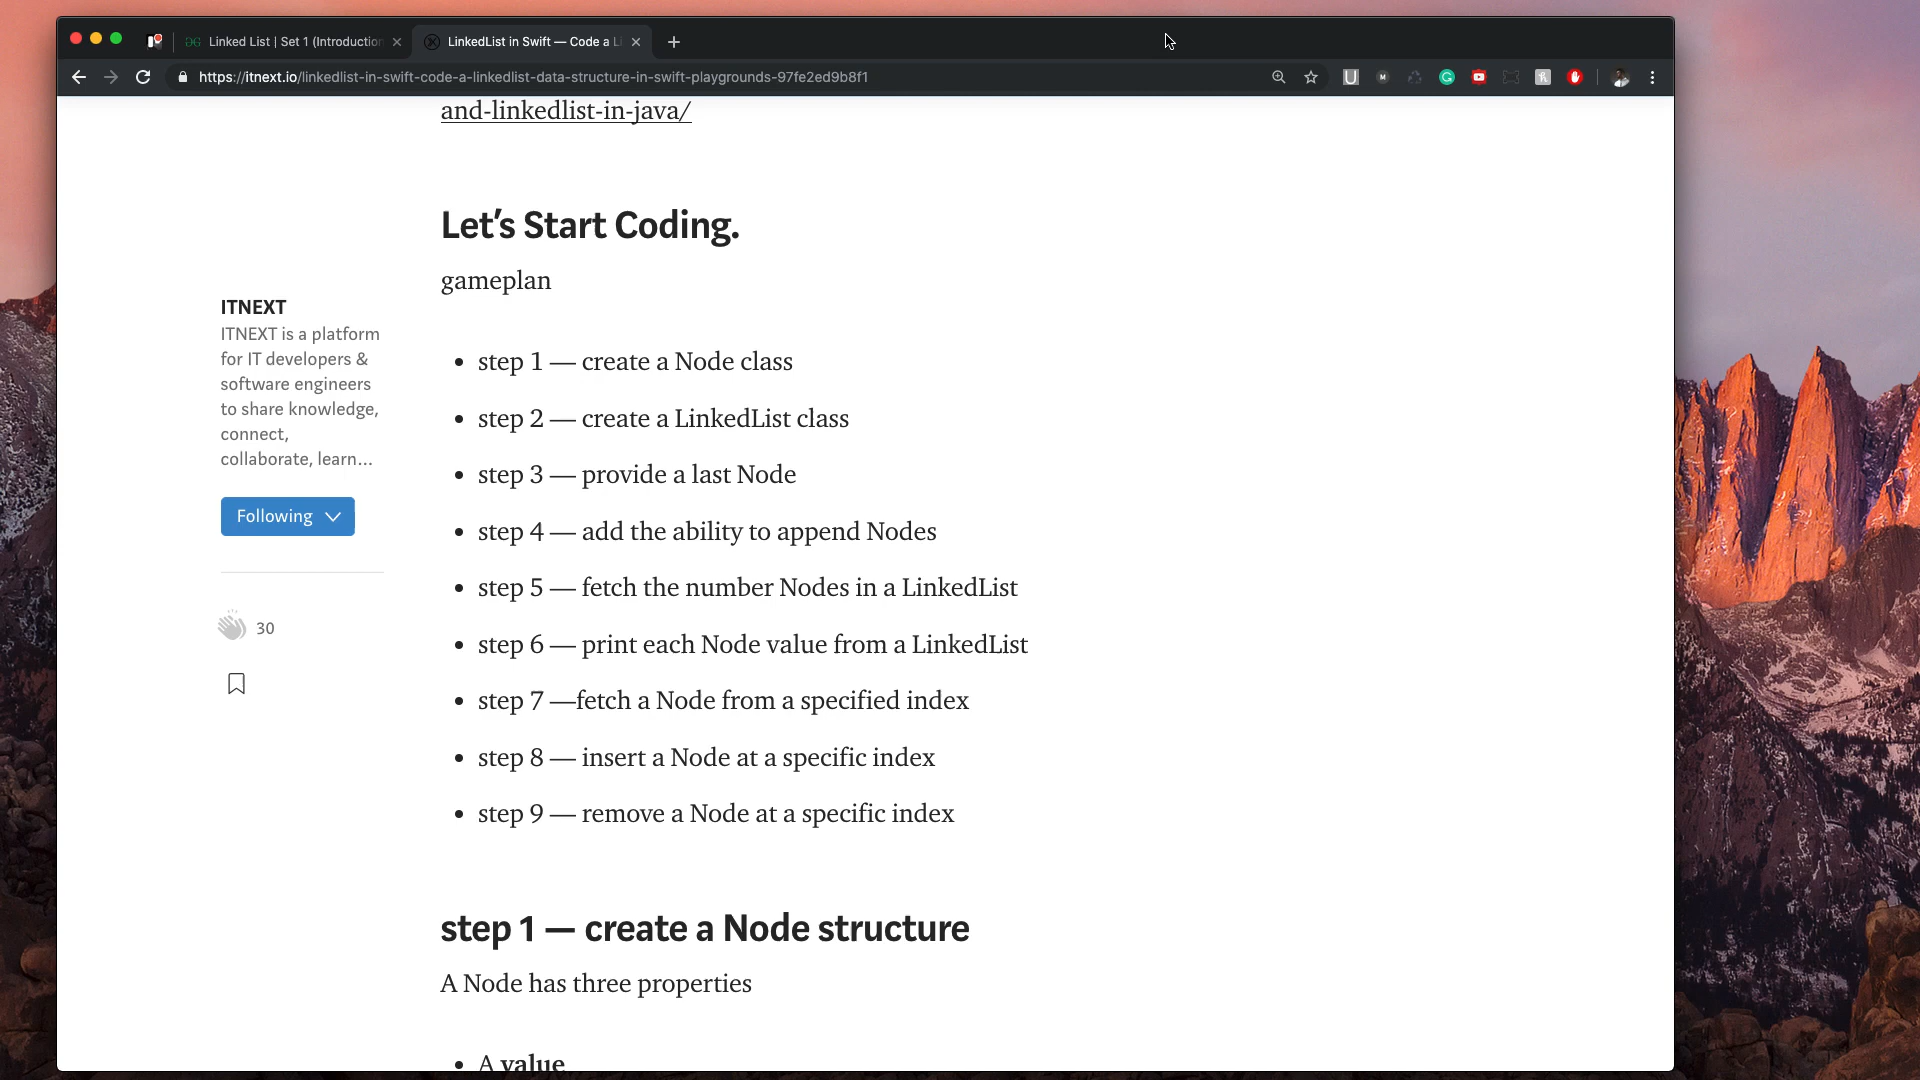 Linked List | Set 1 (Introduction
LinkedList in Swift — Code a Li
https://itnext.io/linkedlist-in-swift-code-a-linkedlist-data-structure-in-swift-playgrounds-97fe2ed9b8f1
and-linkedlist-in-java/
Let’s Start Coding.
gameplan
ITNEXT
ITNEXT is a platform
for IT developers &
software engineers
to share knowledge,
connect,
collaborate, learn…
Following
30
• step 1 — create a Node class
• step 2 — create a LinkedList class
• step 3 — provide a last Node
• step 4 — add the ability to append Nodes
• step 5 — fetch the number Nodes in a LinkedList
• step 6 — print each Node value from a LinkedList
• step 7 —fetch a Node from a specified index
• step 8 — insert a Node at a specific index
• step 9 — remove a Node at a specific index
step 1 — create a Node structure
A Node has three properties
• A value